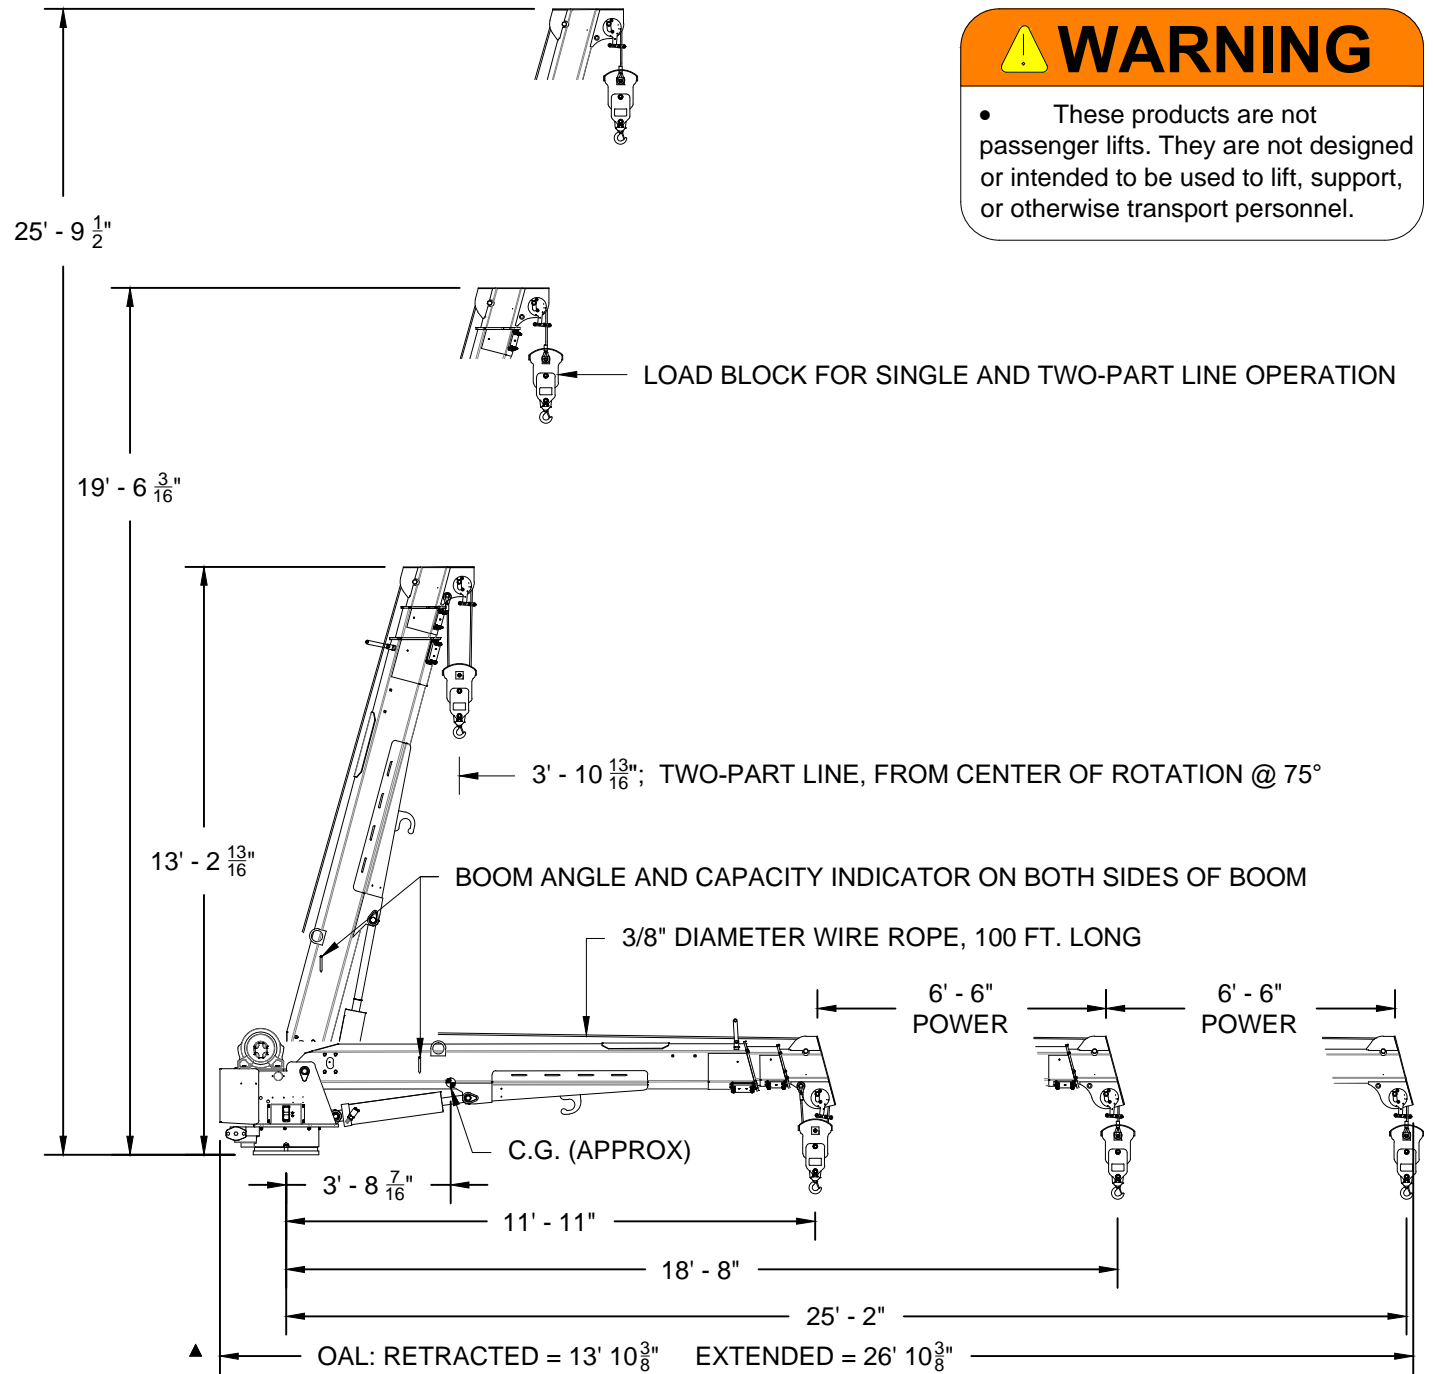 WARNING
• These products are not
passenger lifts. They are not designed
or intended to be used to lift, support,
or otherwise transport personnel.
25' - 9 1/2"
19' - 6 3/16"
LOAD BLOCK FOR SINGLE AND TWO-PART LINE OPERATION
3' - 10 13/16"; TWO-PART LINE, FROM CENTER OF ROTATION @ 75°
13' - 2 13/16"
BOOM ANGLE AND CAPACITY INDICATOR ON BOTH SIDES OF BOOM
3/8" DIAMETER WIRE ROPE, 100 FT. LONG
6' - 6"
POWER
6' - 6"
POWER
C.G. (APPROX)
3' - 8 7/16"
11' - 11"
18' - 8"
25' - 2"
▲ OAL: RETRACTED = 13' 10 3/8" EXTENDED = 26' 10 3/8"